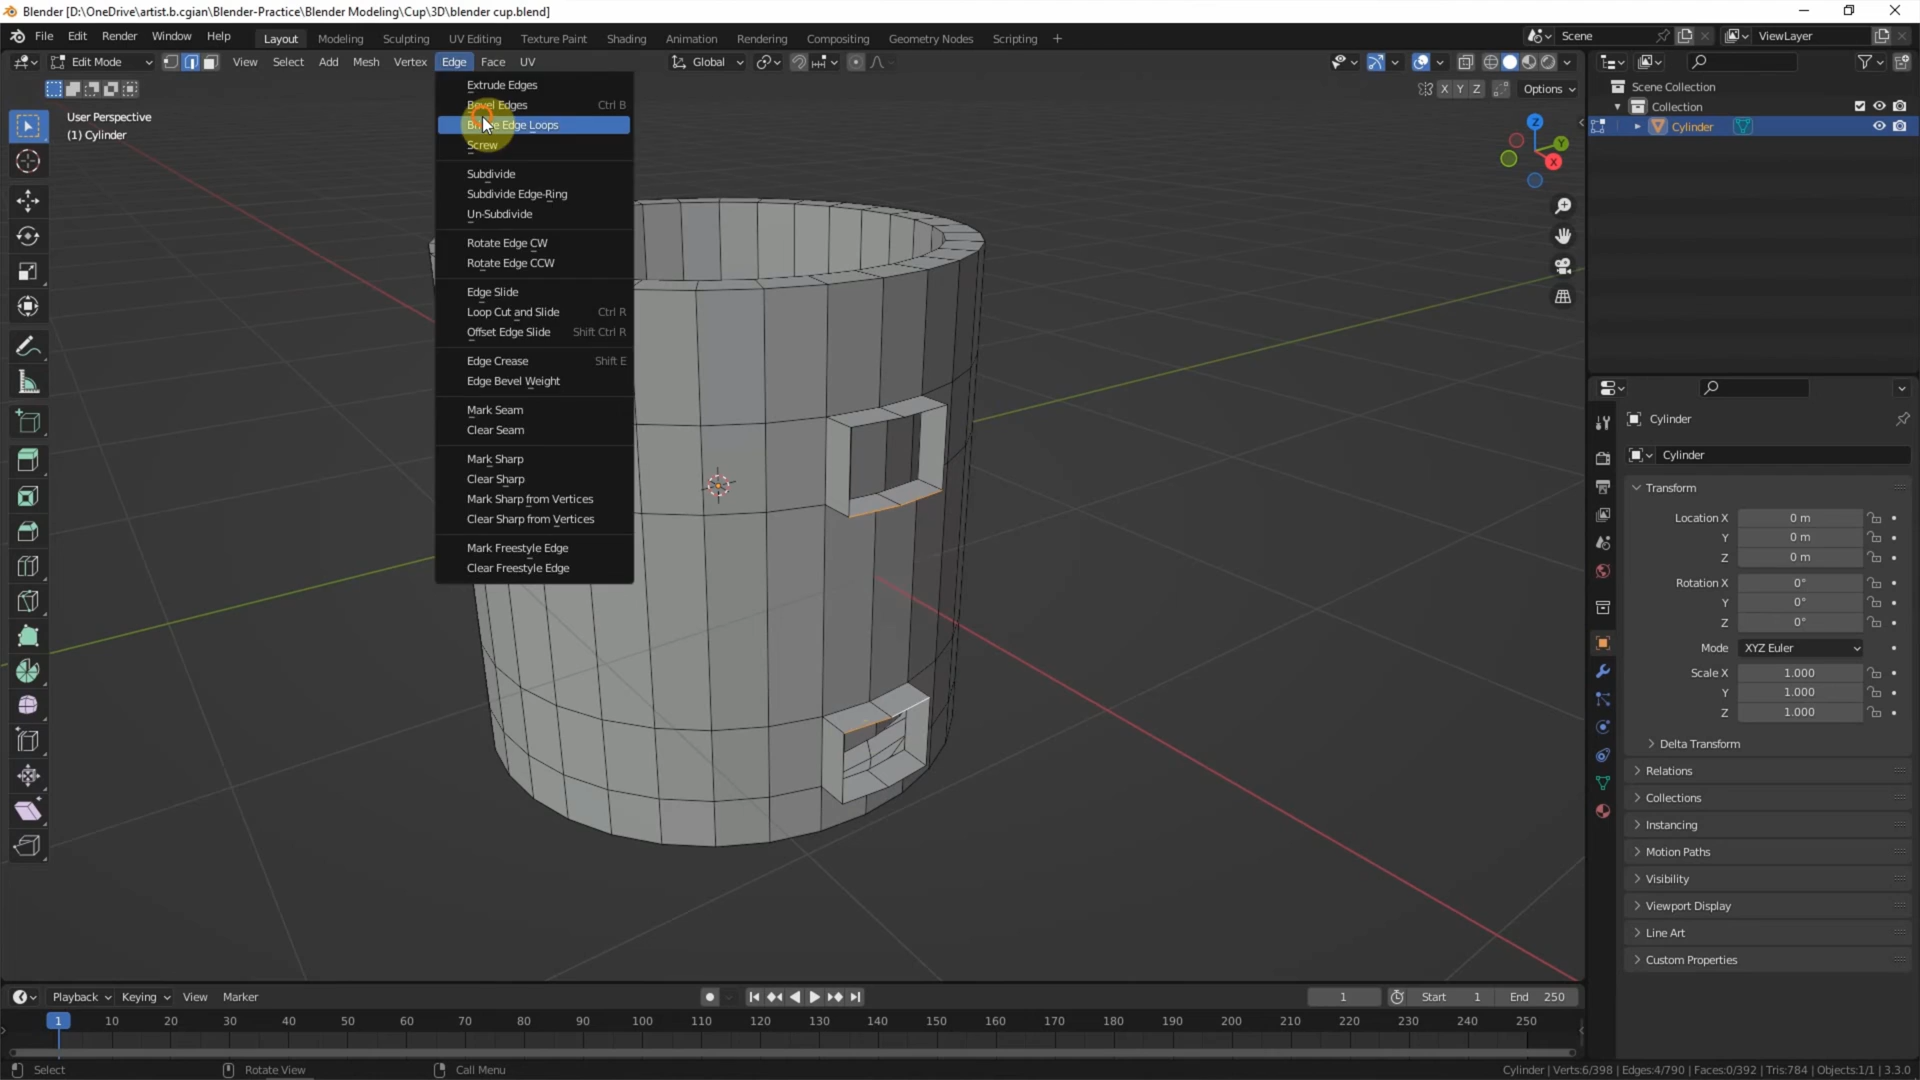 Blender [D:\OneDrive\artist.b.cgian\Blender-Practice\Blender Modeling\Cup\3D\blender cup.blend]
File Edit Render Window Help Layout Modeling Sculpting UV Editing Texture Paint Shading Animation Rendering Compositing Geometry Nodes Scripting + Scene ViewLayer
Edit Mode View Select Add Mesh Vertex Edge Face UV Global
X Y Z Options
User Perspective
(1) Cylinder
Extrude Edges
Bevel Edges Ctrl B
Edge Loops
Screw
Subdivide
Subdivide Edge-Ring
Un-Subdivide
Rotate Edge CW
Rotate Edge CCW
Edge Slide
Loop Cut and Slide Ctrl R
Offset Edge Slide Shift Ctrl R
Edge Crease Shift E
Edge Bevel Weight
Mark Seam
Clear Seam
Mark Sharp
Clear Sharp
Mark Sharp from Vertices
Clear Sharp from Vertices
Mark Freestyle Edge
Clear Freestyle Edge
Z
Y
X
Scene Collection
Collection
Cylinder
Cylinder
Cylinder
Transform
Location X 0 m
Y 0 m
Z 0 m
Rotation X 0°
Y 0°
Z 0°
Mode XYZ Euler
Scale X 1.000
Y 1.000
Z 1.000
Delta Transform
Relations
Collections
Instancing
Motion Paths
Visibility
Viewport Display
Line Art
Custom Properties
Playback Keying View Marker 1 Start 1 End 250
1 10 20 30 40 50 60 70 80 90 100 110 120 130 140 150 160 170 180 190 200 210 220 230 240 250
Select Rotate View Call Menu Cylinder | Verts:6/398 | Edges:4/790 | Faces:0/392 | Tris:784 | Objects:1/1 | 3.3.0